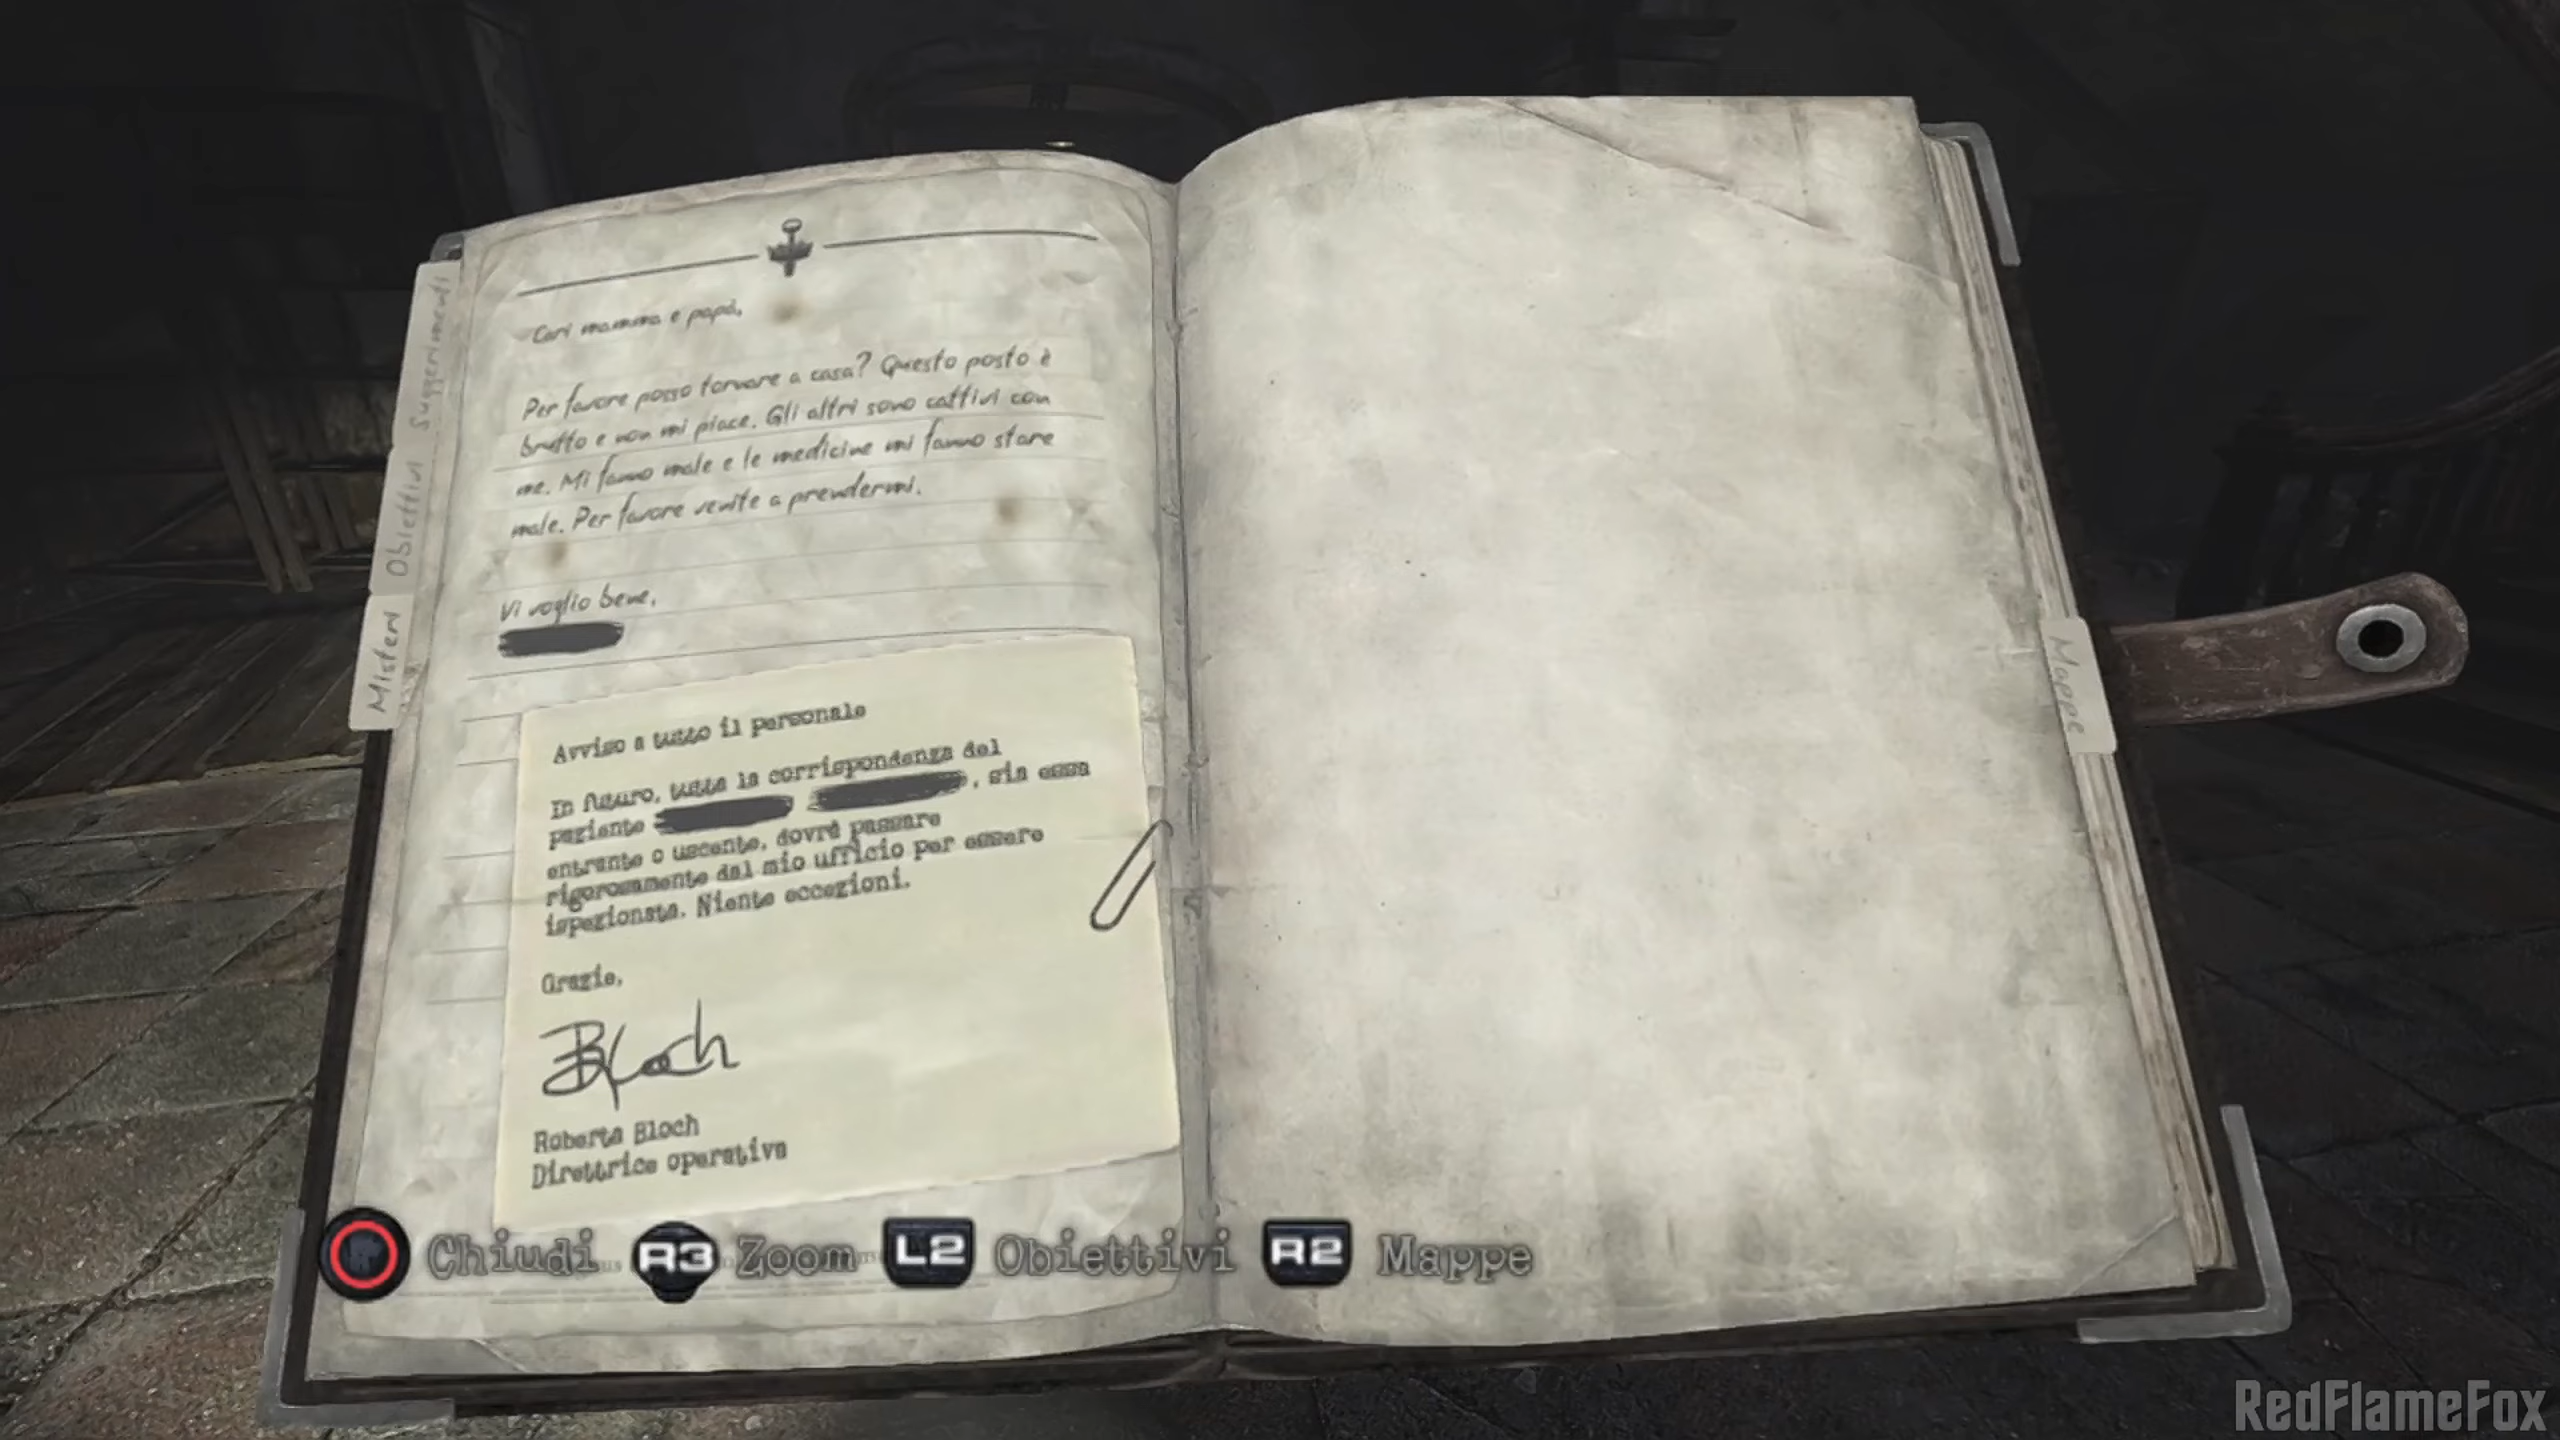 Cari mamma e papà,
Per favore posso tornare a casa? Questo posto è
brutto e non mi piace. Gli altri sono cattivi con
me. Mi fanno male e le medicine mi fanno stare
male. Per favore venite a prendermi.
Vi voglio bene,
Avviso a tutto il personale
In futuro, tutta la corrispondenza del
paziente , sia essa
entrante o uscente, dovrà passare
rigorosamente dal mio ufficio per essere
ispezionata. Niente eccezioni.
Grazie,
Bloch
Roberta Bloch
Direttrice operativa
Suggerimenti
Obiettivi
Misteri
Mappe
Chiudi R3 Zoom L2 Obiettivi R2 Mappe
RedFlameFox